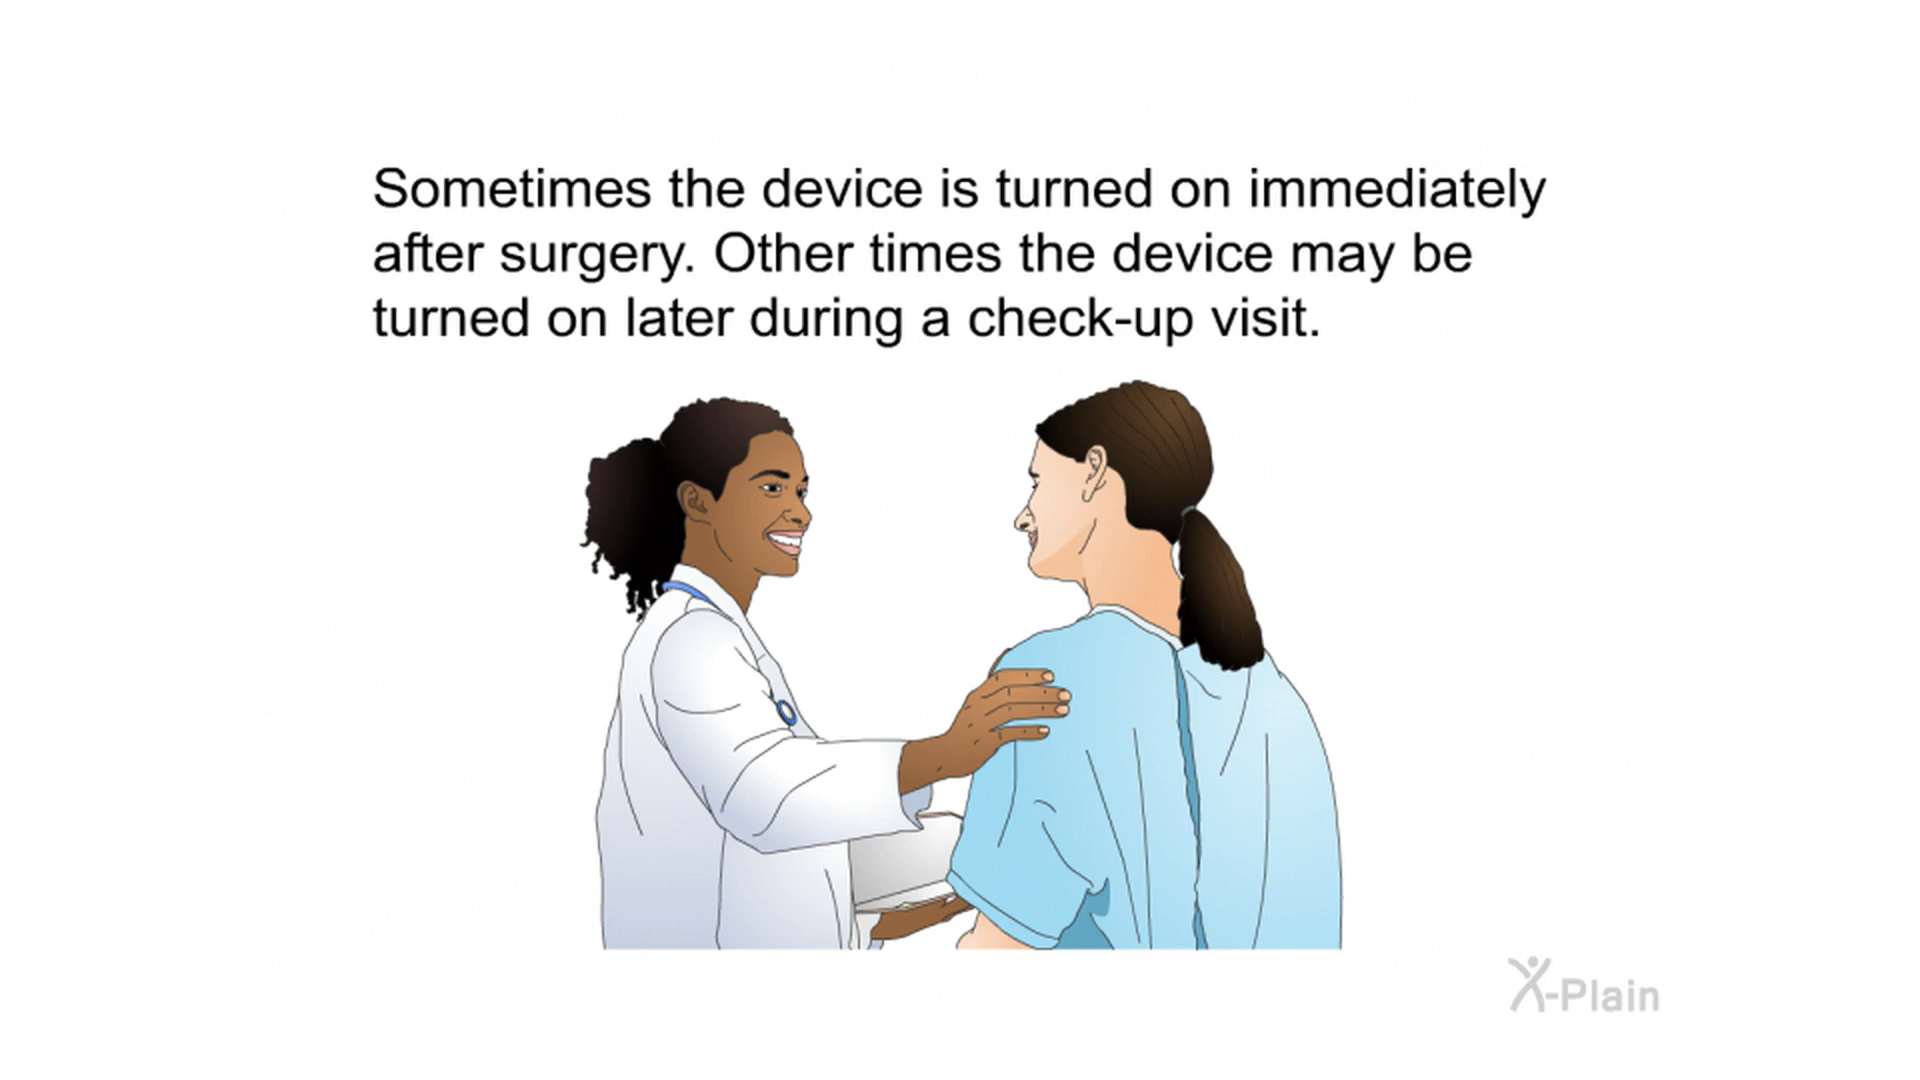 Sometimes the device is turned on immediately
after surgery. Other times the device may be
turned on later during a check-up visit.
X-Plain